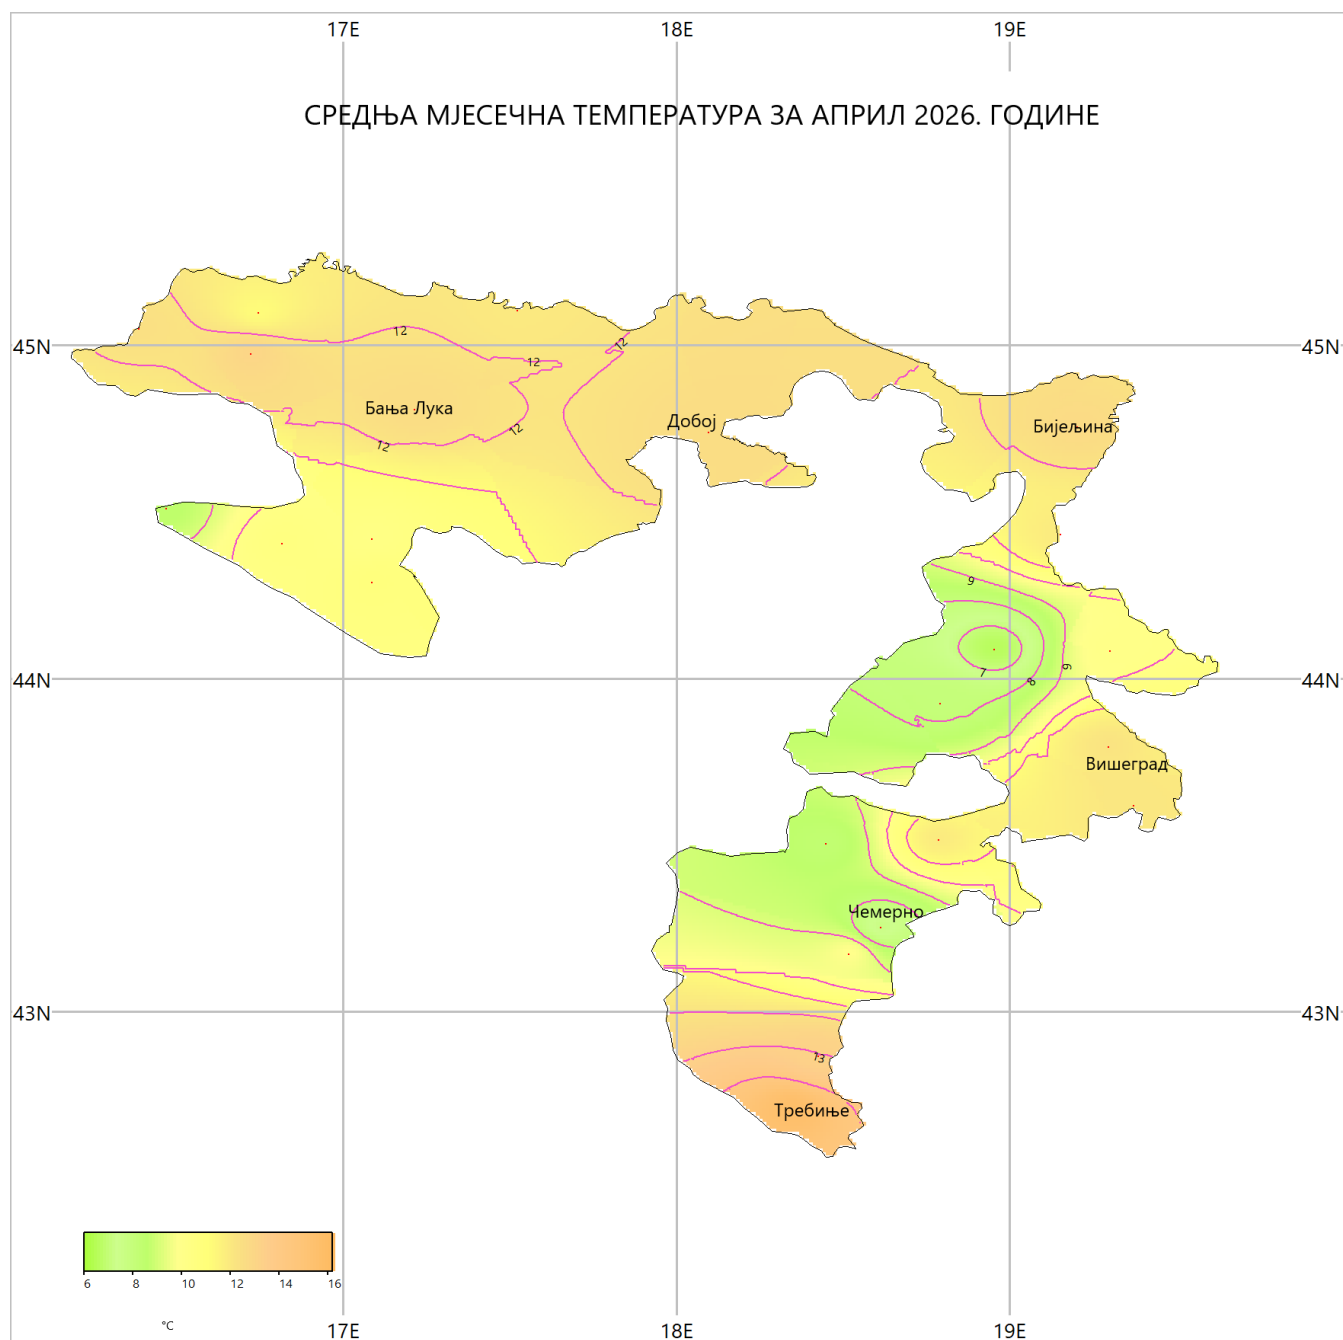 17E 18E 19E
СРЕДЊА МЈЕСЕЧНА ТЕМПЕРАТУРА ЗА АПРИЛ 2026. ГОДИНЕ
12
45N 12 45N
12
Бања Лука
Добој
Бијељина
12
12
9
9
7
8
44N 44N
Вишеград
Чемерно
43N 43N
13
Требиње
6 8 10 12 14 16
°C
17E 18E 19E